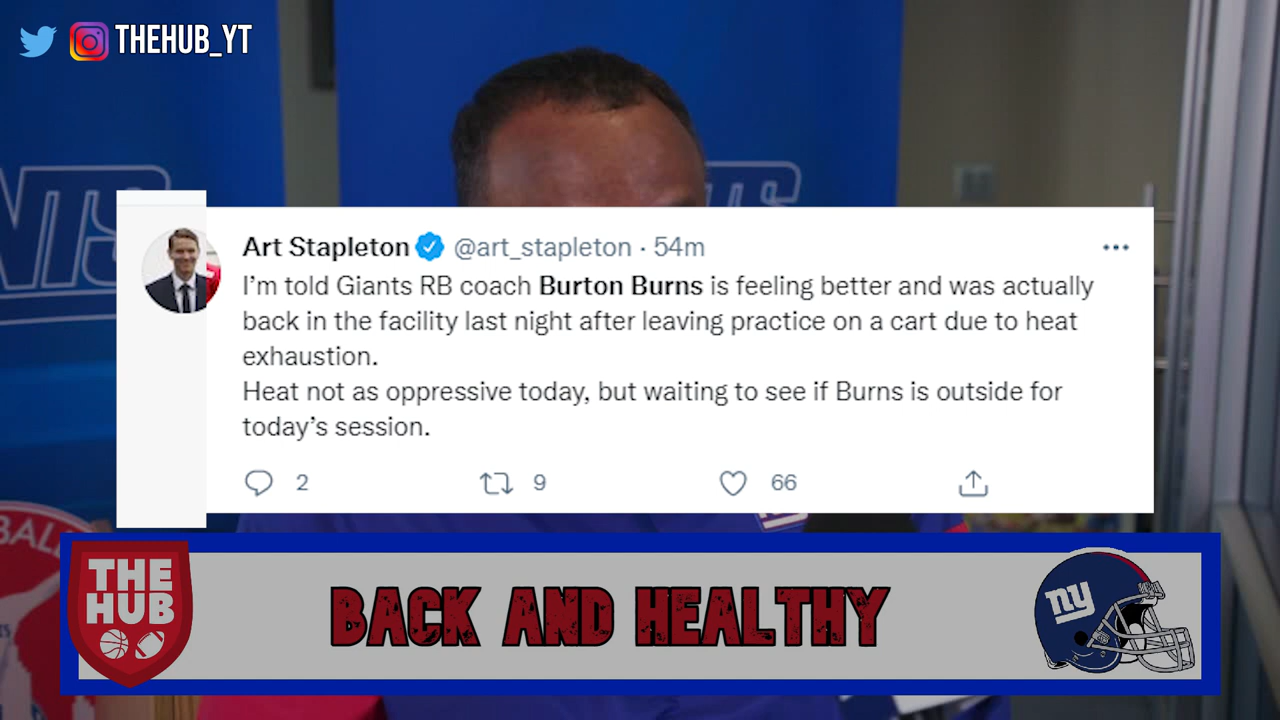 THEHUB_YT
Art Stapleton @art_stapleton · 54m
I’m told Giants RB coach Burton Burns is feeling better and was actually
back in the facility last night after leaving practice on a cart due to heat
exhaustion.
Heat not as oppressive today, but waiting to see if Burns is outside for
today’s session.
2 9 66
THE
HUB
BACK AND HEALTHY
ny